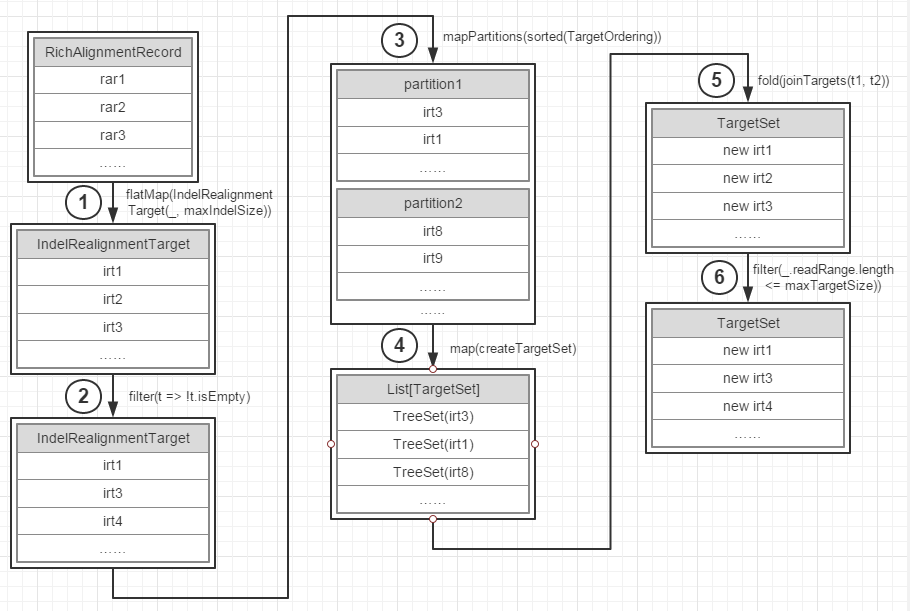 RichAlignmentRecord
rar1
rar2
rar3
......
1
flatMap(IndelRealignment
Target(_, maxIndelSize))
IndelRealignmentTarget
irt1
irt2
irt3
......
2
filter(t => !t.isEmpty)
IndelRealignmentTarget
irt1
irt3
irt4
......
3
mapPartitions(sorted(TargetOrdering))
partition1
irt3
irt1
......
partition2
irt8
irt9
......
......
4
map(createTargetSet)
List[TargetSet]
TreeSet(irt3)
TreeSet(irt1)
TreeSet(irt8)
......
5
fold(joinTargets(t1, t2))
TargetSet
new irt1
new irt2
new irt3
......
6
filter(_.readRange.length
<= maxTargetSize))
TargetSet
new irt1
new irt3
new irt4
......